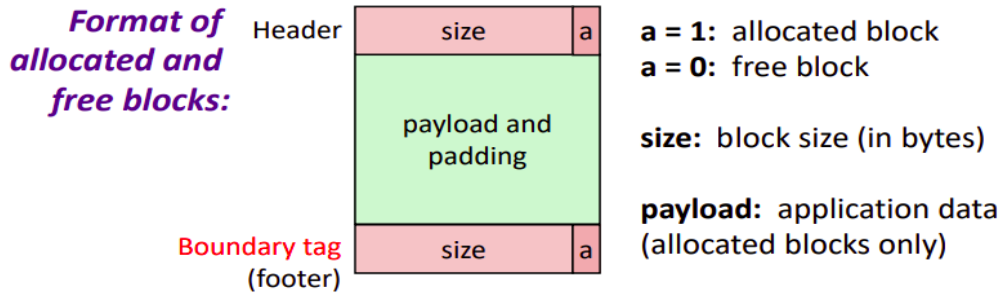 Format of
allocated and
free blocks:
Header
size
a
payload and
padding
Boundary tag
(footer)
size
a
a = 1: allocated block
a = 0: free block
size: block size (in bytes)
payload: application data
(allocated blocks only)